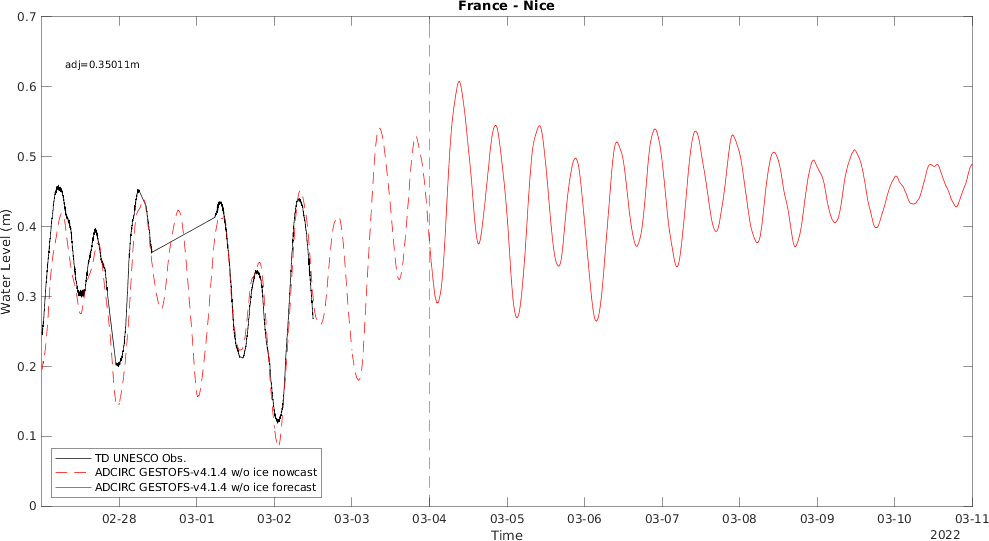 France - Nice
0.7
adj=0.35011m
0.6
0.5
0.4
0.3
0.2
0.1
0
Water Level (m)
TD UNESCO Obs.
ADCIRC GESTOFS-v4.1.4 w/o ice nowcast
ADCIRC GESTOFS-v4.1.4 w/o ice forecast
02-28 03-01 03-02 03-03 03-04 03-05 03-06 03-07 03-08 03-09 03-10 03-11
Time 2022